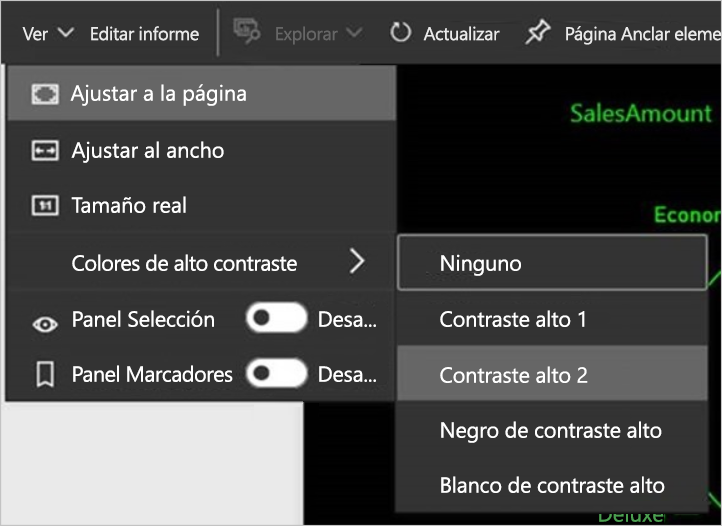 Ver Editar informe Explorar Actualizar Página Anclar eleme
Ajustar a la página
SalesAmount
Ajustar al ancho
Tamaño real
Econor
Colores de alto contraste
Ninguno
Panel Selección Desa...
Contraste alto 1
Panel Marcadores Desa...
Contraste alto 2
Negro de contraste alto
Blanco de contraste alto
Deluxe